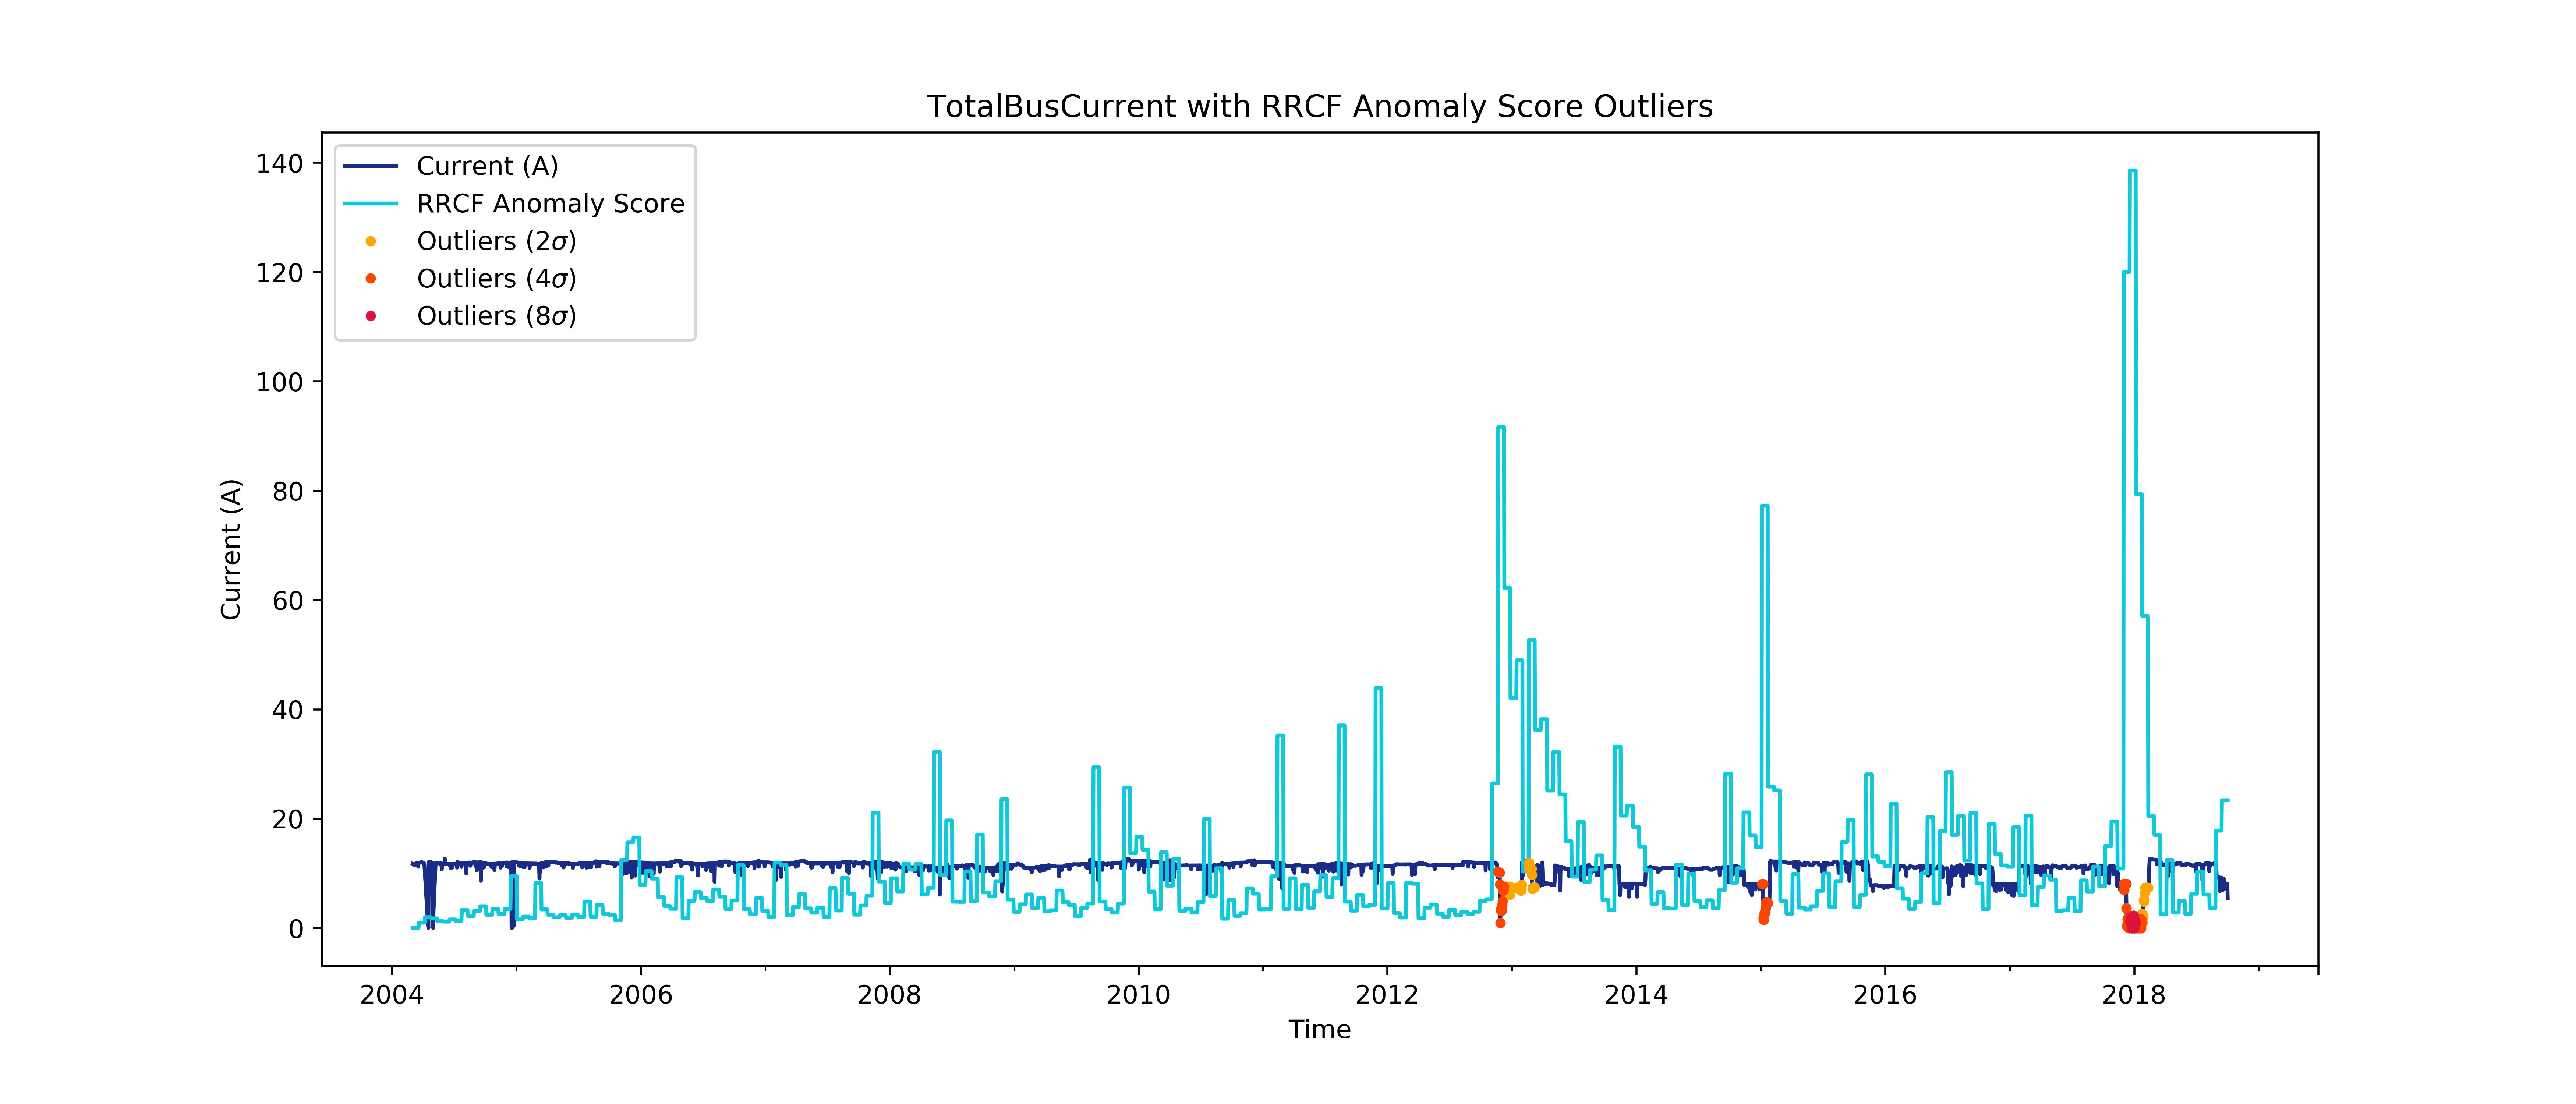 TotalBusCurrent with RRCF Anomaly Score Outliers
Current (A)
RRCF Anomaly Score
Outliers (2σ)
Outliers (4σ)
Outliers (8σ)
140
120
100
80
60
40
20
0
Current (A)
2004
2006
2008
2010
2012
2014
2016
2018
Time